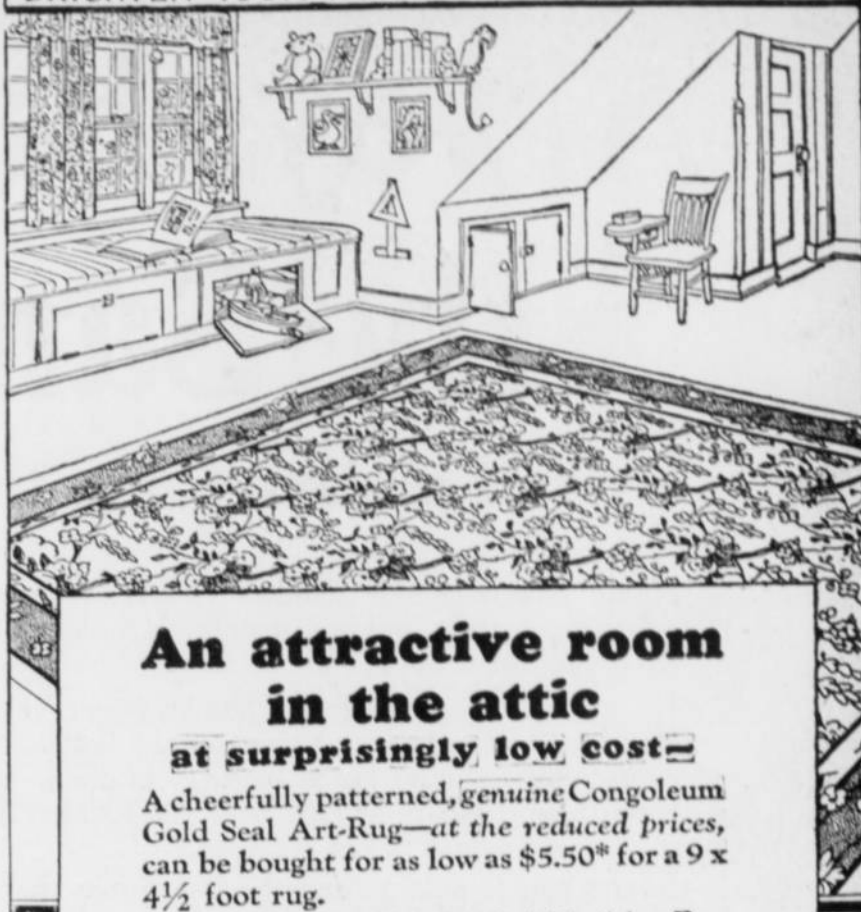 An attractive room
in the attic
at surprisingly low cost—
A cheerfully patterned, genuine Congoleum
Gold Seal Art-Rug—at the reduced prices,
can be bought for as low as $5.50* for a 9 x
4½ foot rug.